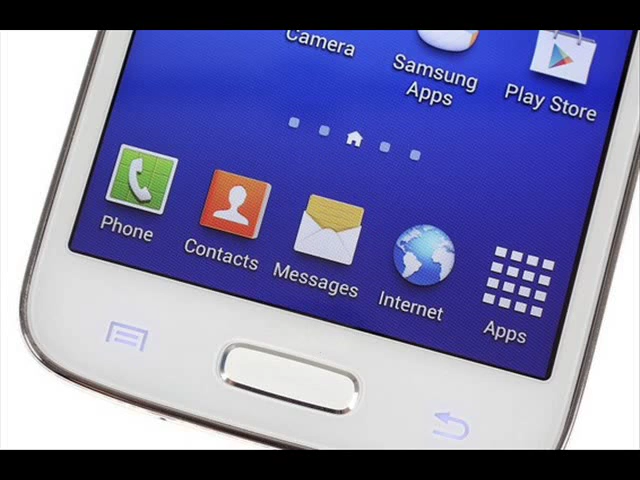 Camera
Samsung
Apps
Play Store
Phone
Contacts
Messages
Internet
Apps